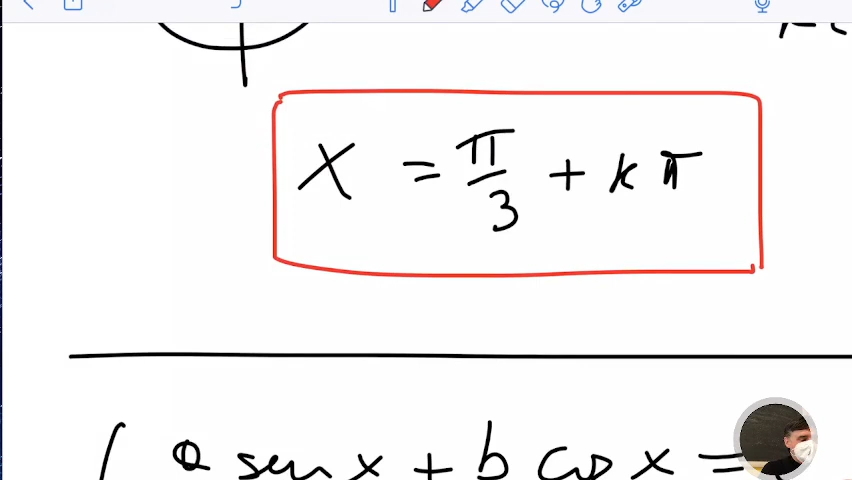 x = π/3 + kπ
a sen x + b cos x =